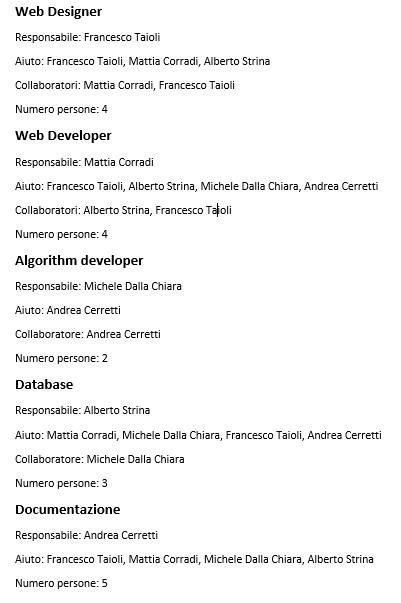 Web Designer
Responsabile: Francesco Taioli
Aiuto: Francesco Taioli, Mattia Corradi, Alberto Strina
Collaboratori: Mattia Corradi, Francesco Taioli
Numero persone: 4
Web Developer
Responsabile: Mattia Corradi
Aiuto: Francesco Taioli, Alberto Strina, Michele Dalla Chiara, Andrea Cerretti
Collaboratori: Alberto Strina, Francesco Taioli
Numero persone: 4
Algorithm developer
Responsabile: Michele Dalla Chiara
Aiuto: Andrea Cerretti
Collaboratore: Andrea Cerretti
Numero persone: 2
Database
Responsabile: Alberto Strina
Aiuto: Mattia Corradi, Michele Dalla Chiara, Francesco Taioli, Andrea Cerretti
Collaboratore: Michele Dalla Chiara
Numero persone: 3
Documentazione
Responsabile: Andrea Cerretti
Aiuto: Francesco Taioli, Mattia Corradi, Michele Dalla Chiara, Alberto Strina
Numero persone: 5